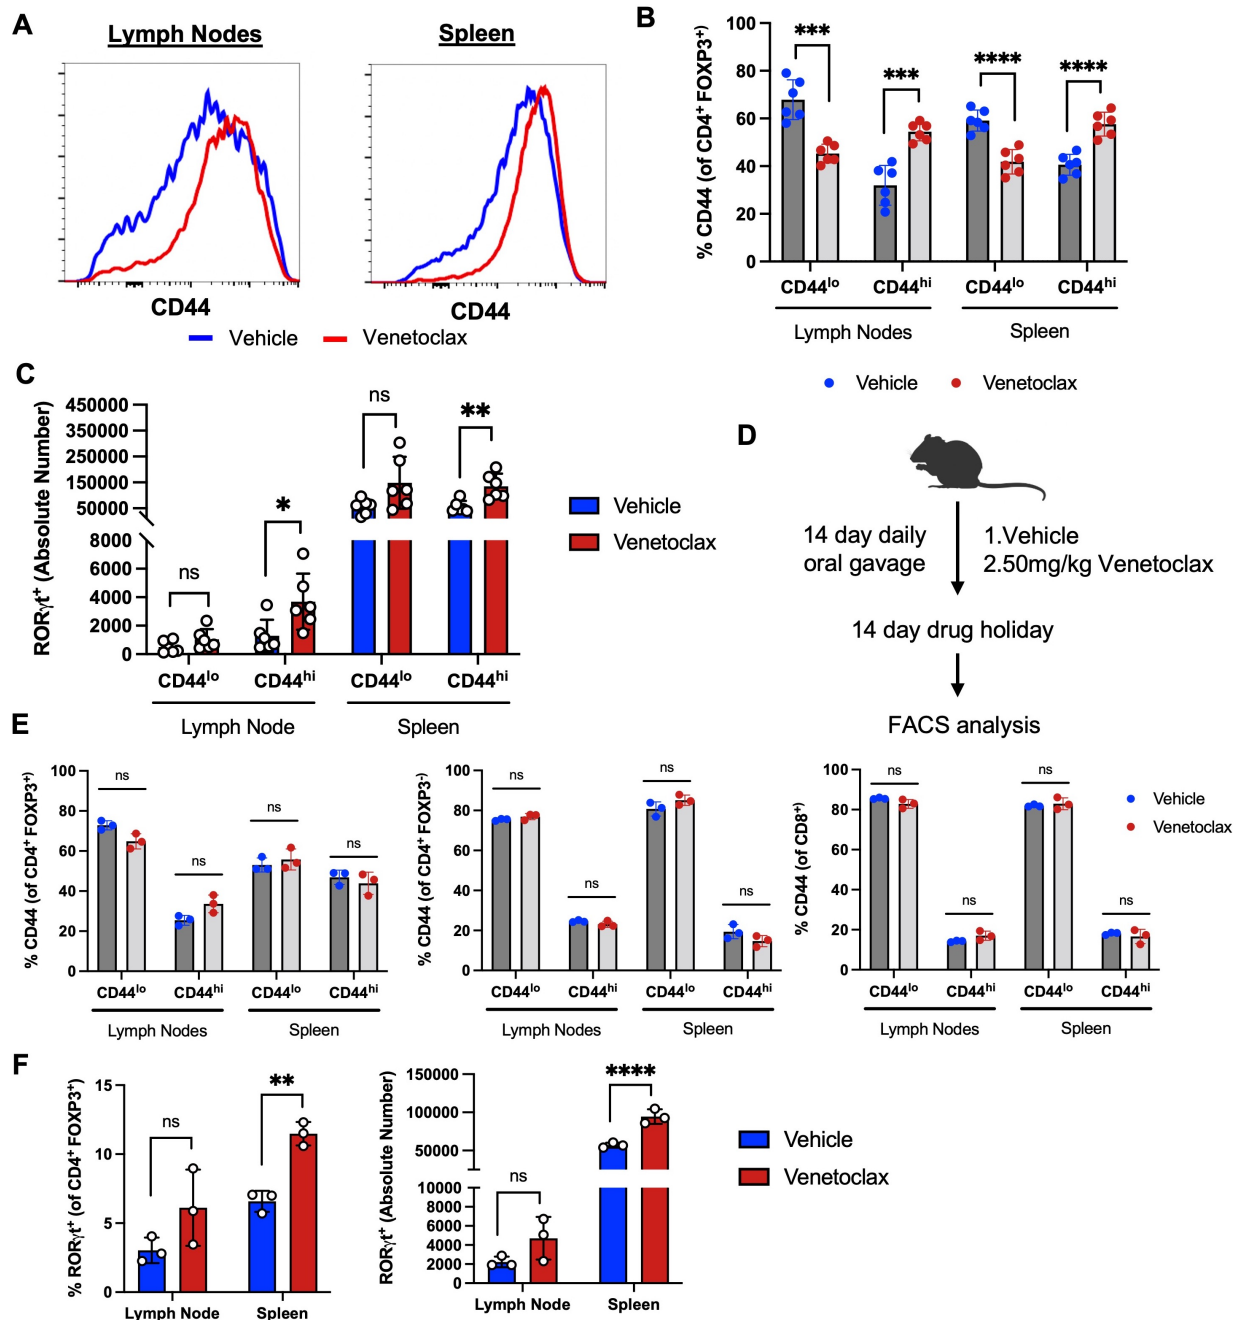 A
Lymph Nodes
Spleen
CD44
CD44
Vehicle
Venetoclax
B
% CD44 (of CD4⁺ FOXP3⁺)
100
80
60
40
20
0
***
***
****
****
CD44ˡᵒ
CD44ʰⁱ
CD44ˡᵒ
CD44ʰⁱ
Lymph Nodes
Spleen
Vehicle
Venetoclax
C
RORγt⁺ (Absolute Number)
450000
350000
250000
150000
50000
8000
6000
4000
2000
0
ns
*
ns
**
CD44ˡᵒ
CD44ʰⁱ
CD44ˡᵒ
CD44ʰⁱ
Lymph Node
Spleen
Vehicle
Venetoclax
D
14 day daily
oral gavage
1.Vehicle
2.50mg/kg Venetoclax
14 day drug holiday
FACS analysis
E
% CD44 (of CD4⁺ FOXP3⁺)
100
80
60
40
20
0
ns
ns
ns
ns
CD44ˡᵒ
CD44ʰⁱ
CD44ˡᵒ
CD44ʰⁱ
Lymph Nodes
Spleen
% CD44 (of CD4⁺ FOXP3⁻)
100
80
60
40
20
0
ns
ns
ns
ns
CD44ˡᵒ
CD44ʰⁱ
CD44ˡᵒ
CD44ʰⁱ
Lymph Nodes
Spleen
% CD44 (of CD8⁺)
100
80
60
40
20
0
ns
ns
ns
ns
CD44ˡᵒ
CD44ʰⁱ
CD44ˡᵒ
CD44ʰⁱ
Lymph Nodes
Spleen
Vehicle
Venetoclax
F
% RORγt⁺ (of CD4⁺ FOXP3⁺)
15
10
5
0
ns
**
Lymph Node
Spleen
RORγt⁺ (Absolute Number)
150000
100000
50000
10000
8000
6000
4000
2000
0
ns
****
Lymph Node
Spleen
Vehicle
Venetoclax